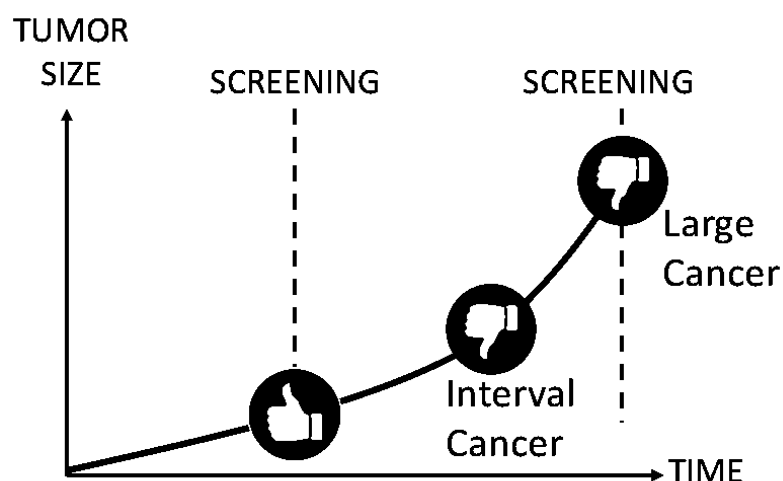 TUMOR
SIZE
SCREENING
SCREENING
Large
Cancer
Interval
Cancer
TIME